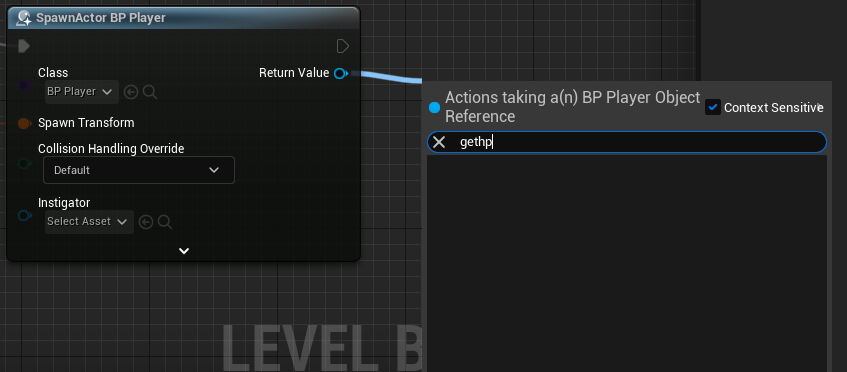 SpawnActor BP Player
Class
Return Value
BP Player
Spawn Transform
Collision Handling Override
Default
Instigator
Select Asset
Actions taking a(n) BP Player Object
Reference
Context Sensitive
gethp
LEVEL B